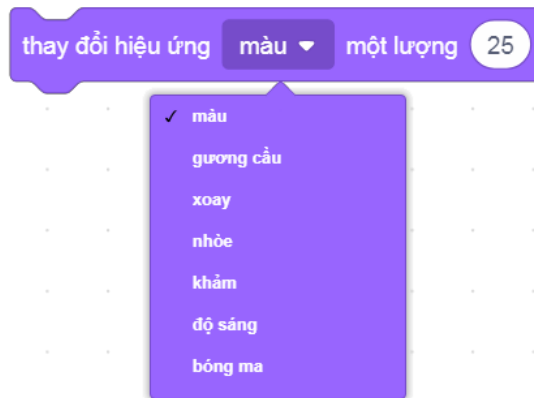 thay đổi hiệu ứng màu một lượng 25
màu
gương cầu
xoay
nhòe
khảm
độ sáng
bóng ma